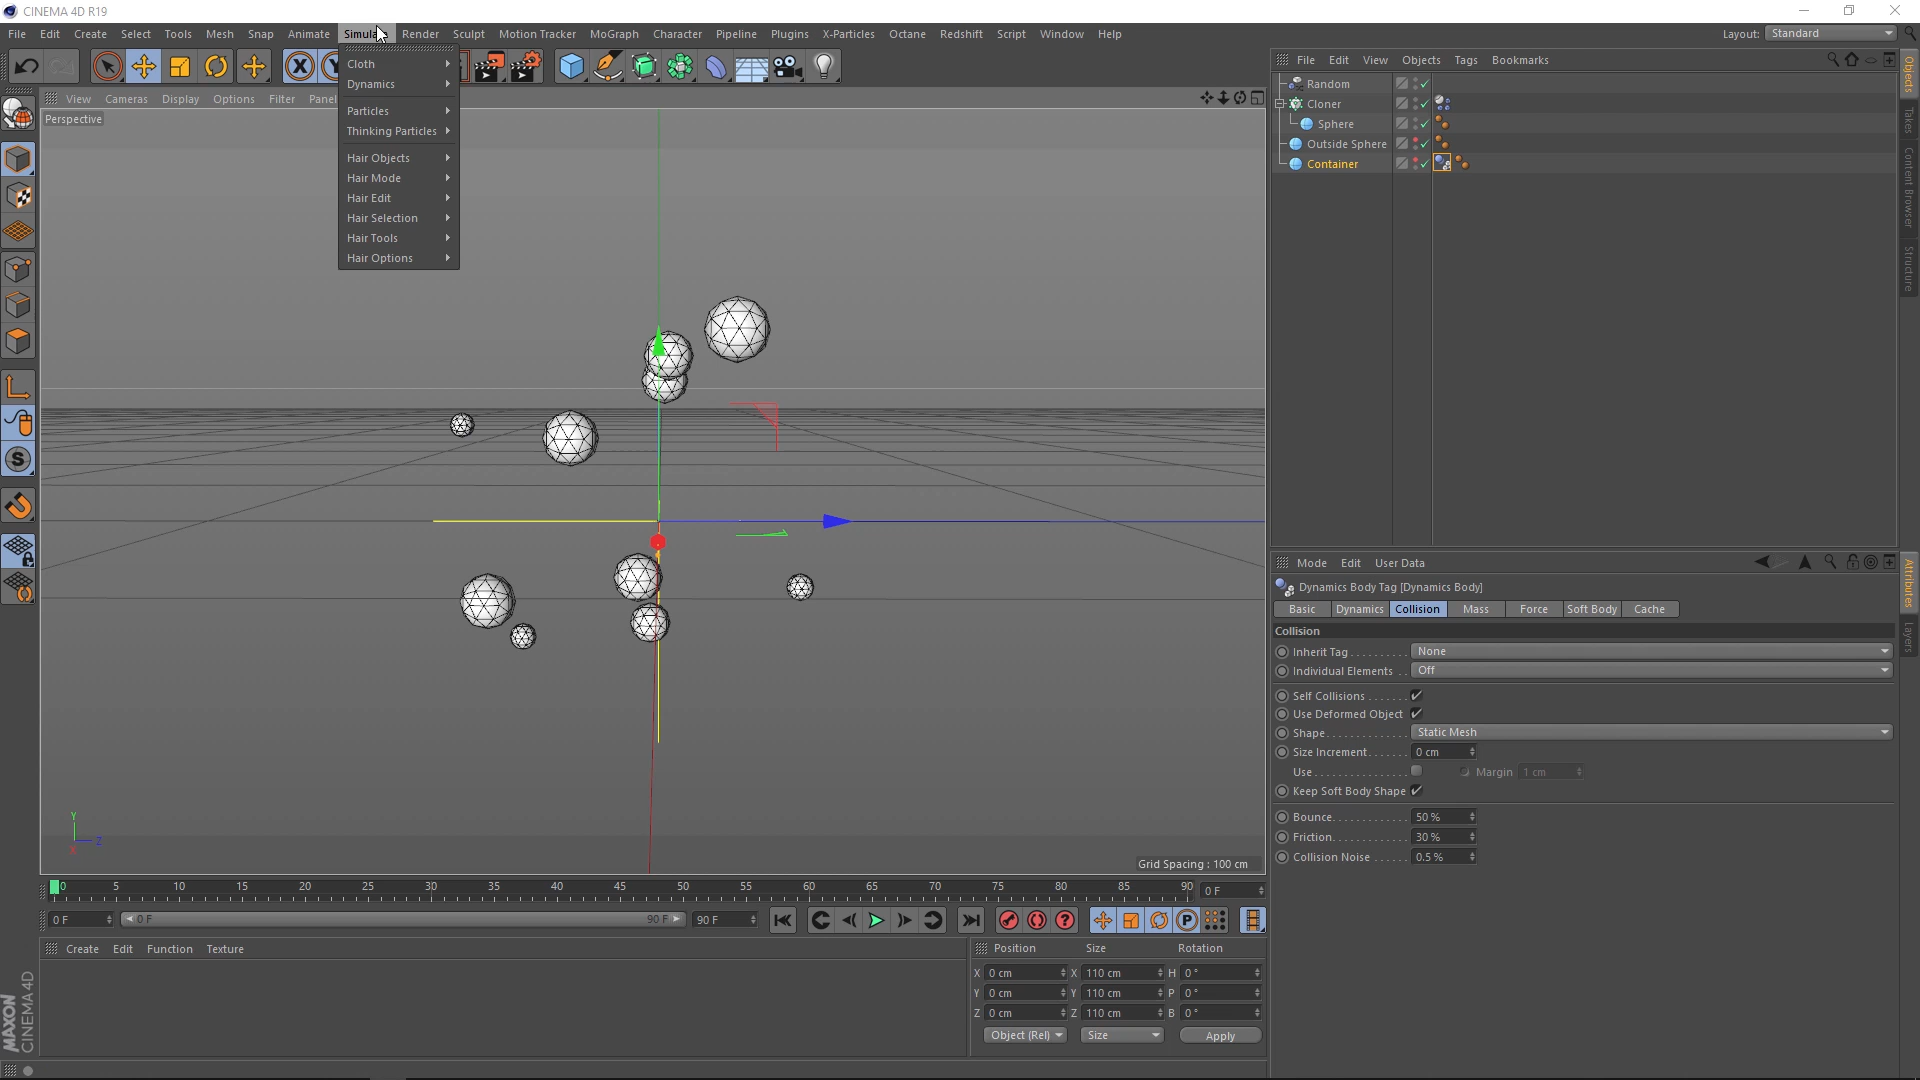 CINEMA 4D R19
File Edit Create Select Tools Mesh Snap Animate Simula Render Sculpt Motion Tracker MoGraph Character Pipeline Plugins X-Particles Octane Redshift Script Window Help Layout: Standard
File Edit View Objects Tags Bookmarks
View Cameras Display Options Filter Panel
Perspective
Cloth
Dynamics
Particles
Thinking Particles
Hair Objects
Hair Mode
Hair Edit
Hair Selection
Hair Tools
Hair Options
Random
Cloner
Sphere
Outside Sphere
Container
Objects
Takes
Content Browser
Structure
Mode Edit User Data
Dynamics Body Tag [Dynamics Body]
Basic Dynamics Collision Mass Force Soft Body Cache
Collision
Inherit Tag . . . . . . . . . . None
Individual Elements . . Off
Self Collisions . . . . . . .
Use Deformed Object
Shape. . . . . . . . . . . . . . Static Mesh
Size Increment. . . . . . . 0 cm
Use . . . . . . . . . . . . . . . . Margin 1 cm
Keep Soft Body Shape
Bounce. . . . . . . . . . . . . 50 %
Friction. . . . . . . . . . . . . 30 %
Collision Noise . . . . . . 0.5 %
Attributes
Layers
Y
Z
X
Grid Spacing : 100 cm
0 5 10 15 20 25 30 35 40 45 50 55 60 65 70 75 80 85 90 0 F
0 F 0 F 90 F 90 F
Create Edit Function Texture
Position Size Rotation
X 0 cm X 110 cm H 0 °
Y 0 cm Y 110 cm P 0 °
Z 0 cm Z 110 cm B 0 °
Object (Rel) Size Apply
MAXON
CINEMA 4D